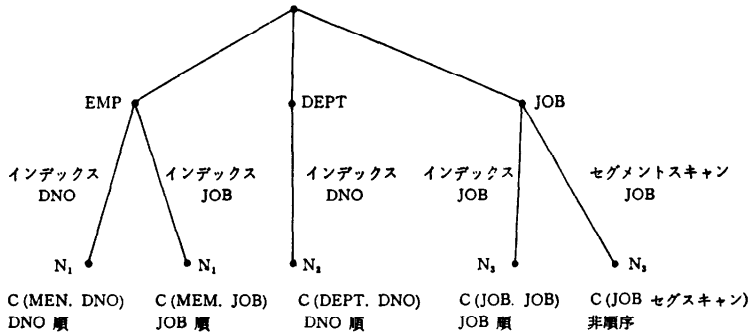 EMP
DEPT
JOB
インデックス
DNO
インデックス
JOB
インデックス
DNO
インデックス
JOB
セグメントスキャン
JOB
N₁
N₁
N₂
N₃
N₃
C (MEN. DNO)
DNO 順
C (MEM. JOB)
JOB 順
C (DEPT. DNO)
DNO 順
C (JOB. JOB)
JOB 順
C (JOB セグスキャン)
非順序